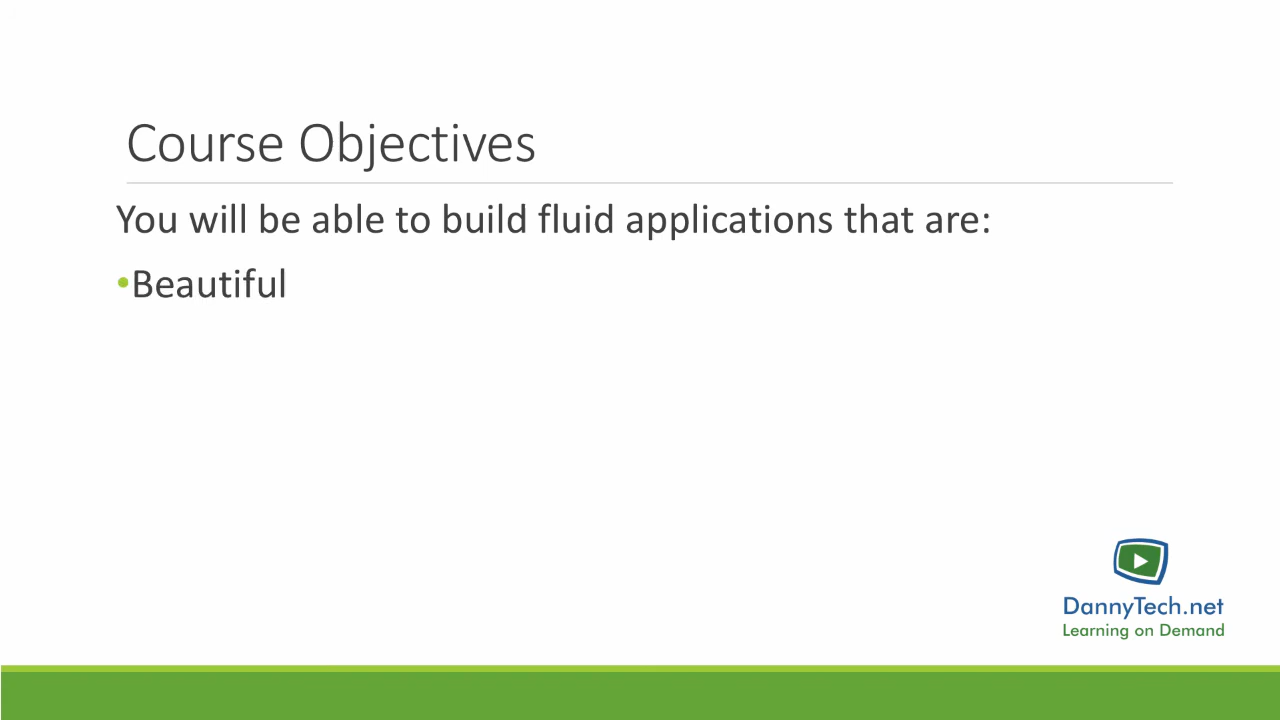 Course Objectives
You will be able to build fluid applications that are:
•Beautiful
DannyTech.net
Learning on Demand